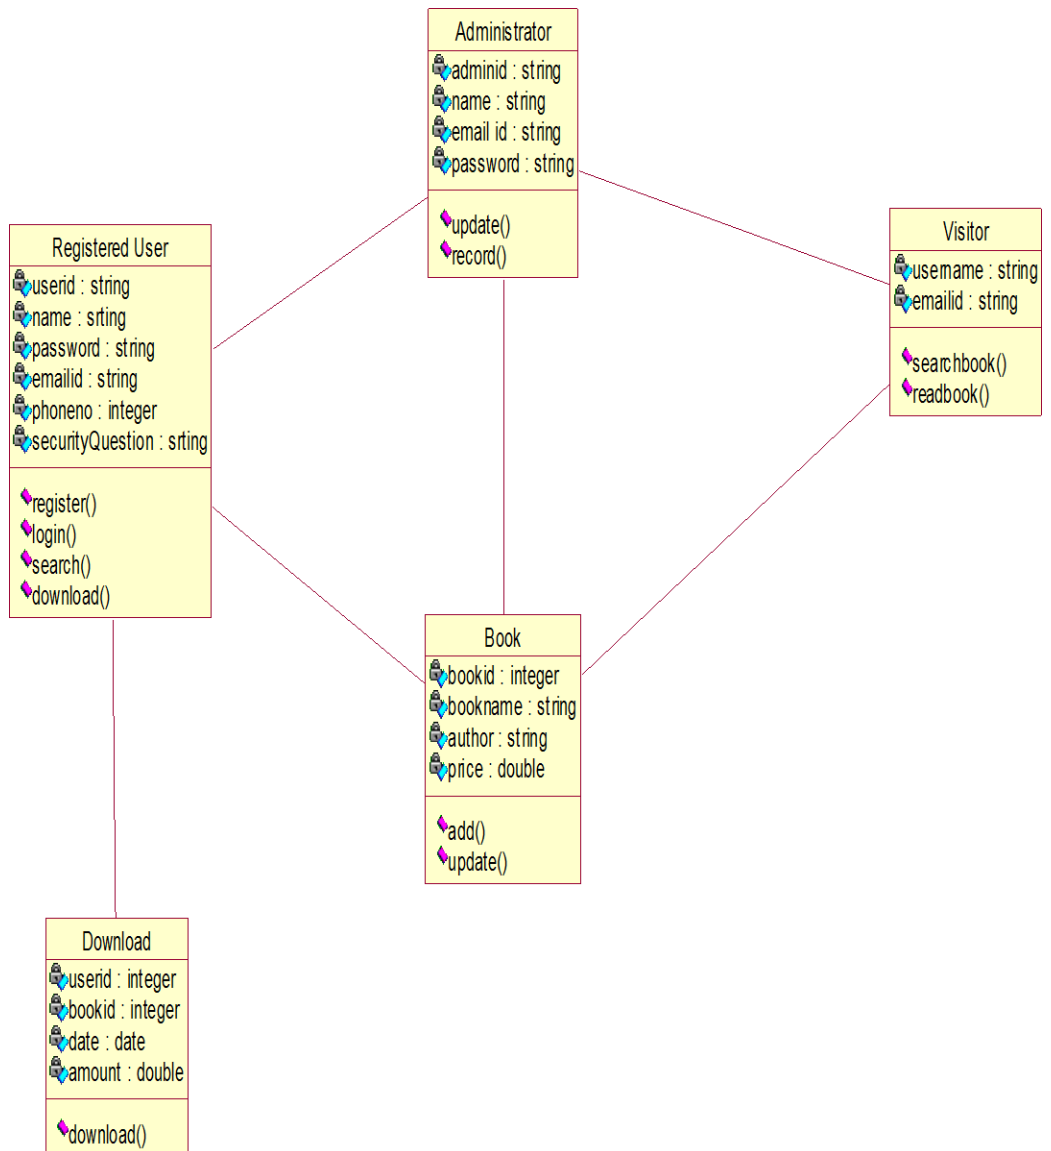 Administrator
adminid : string
name : string
email id : string
password : string
update()
record()
Registered User
userid : string
name : srting
password : string
emailid : string
phoneno : integer
securityQuestion : srting
register()
login()
search()
download()
Visitor
username : string
emailid : string
searchbook()
readbook()
Book
bookid : integer
bookname : string
author : string
price : double
add()
update()
Download
userid : integer
bookid : integer
date : date
amount : double
download()